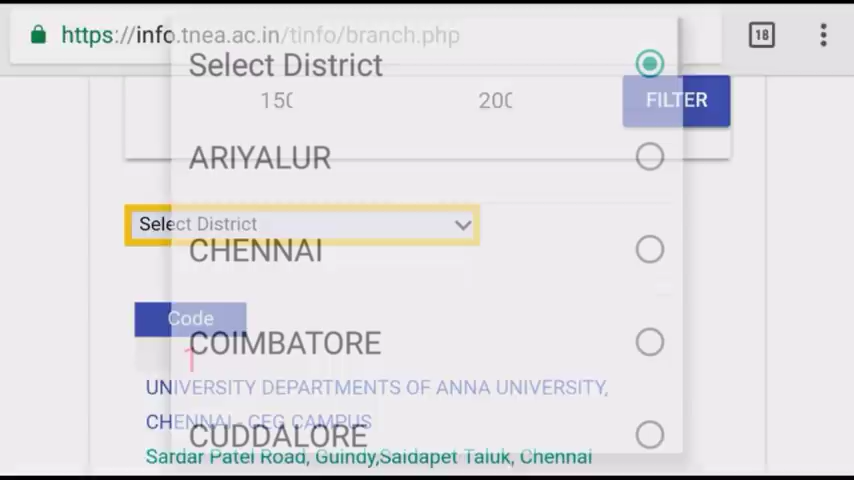 https://info.tnea.ac.in/tinfo/branch.php
18
Select District
150
200
FILTER
ARIYALUR
Select District
CHENNAI
Code
COIMBATORE
1
UNIVERSITY DEPARTMENTS OF ANNA UNIVERSITY,
CHENNAI - CEG CAMPUS
CUDDALORE
Sardar Patel Road, Guindy,Saidapet Taluk, Chennai